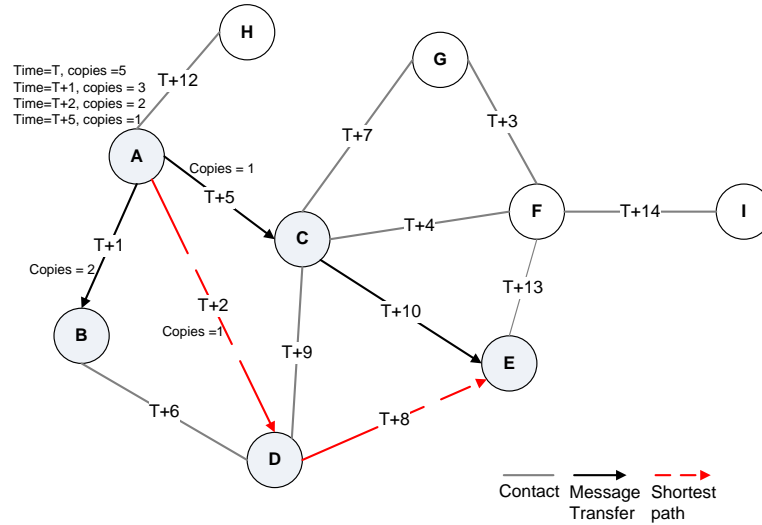 H
G
Time=T, copies =5
Time=T+1, copies = 3
Time=T+2, copies = 2
Time=T+5, copies =1
T+12
T+7
T+3
A
Copies = 1
T+5
C
T+4
F
T+14
I
T+1
Copies = 2
T+2
Copies =1
T+13
T+10
B
T+9
E
T+6
T+8
D
Contact
Message
Transfer
Shortest
path